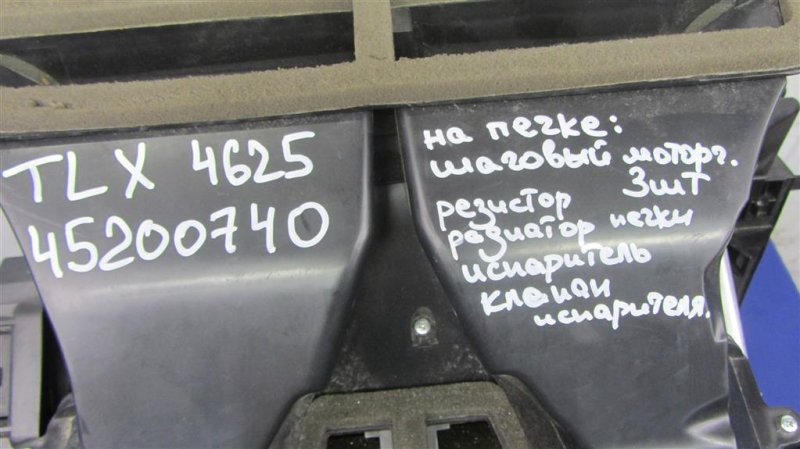 TLX 4625
45200740
на печке:
шаговый моторч.
3шт
резистор
радиатор печки
испаритель
клапан
испарителя.